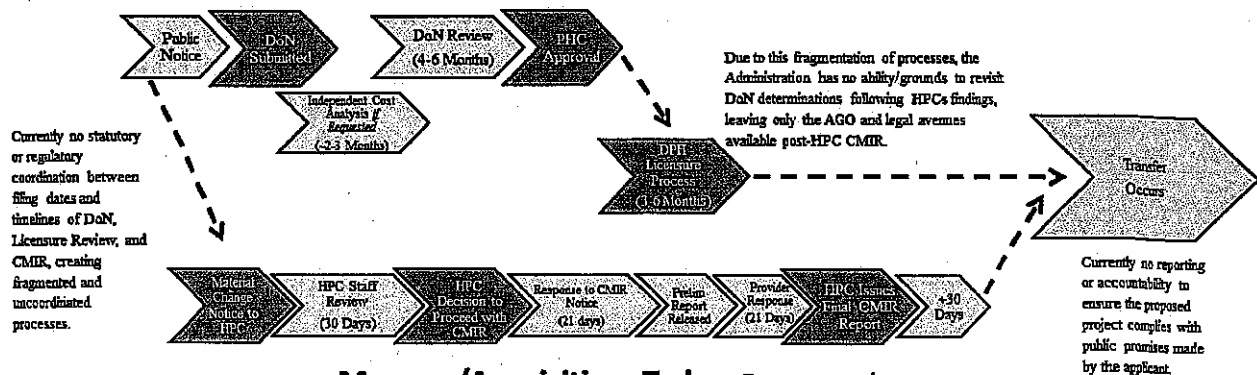 Public
Notice
DoN
Submitted
DoN Review
(4-6 Months)
PHC
Approval
Independent Cost
Analysis if
Requested
(~2-3 Months)
Due to this fragmentation of processes, the
Administration has no ability/grounds to revisit
DoN determinations following HPCs findings,
leaving only the AGO and legal avenues
available post-HPC CMIR.
Currently no statutory
or regulatory
coordination between
filing dates and
timelines of DoN,
Licensure Review, and
CMIR, creating
fragmented and
uncoordinated
processes.
DPH
Licensure
Process
(3-6 Months)
Transfer
Occurs
Material
Change
Notice to
HPC
HPC Staff
Review
(30 Days)
HPC
Decision to
Proceed with
CMIR
Response to CMIR
Notice
(21 days)
Prelim
Report
Released
Provider
Response
(21 Days)
HPC Issues
Final CMIR
Report
+30
Days
Currently no reporting
or accountability to
ensure the proposed
project complies with
public promises made
by the applicant.